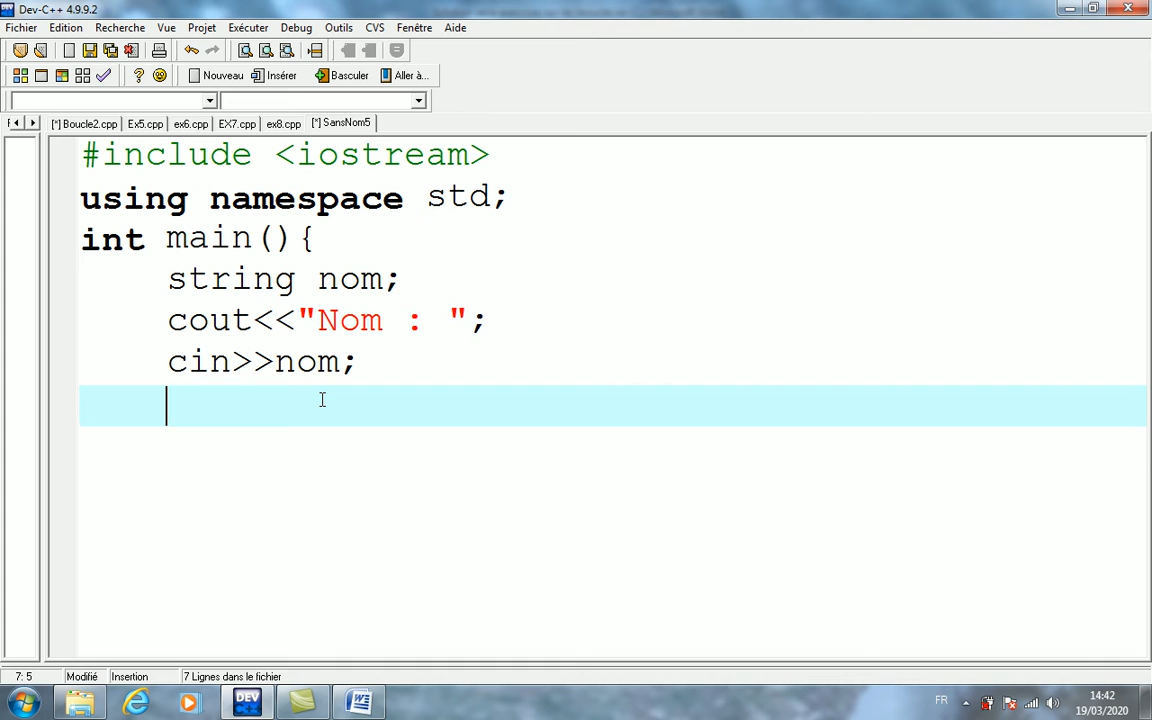 Dev-C++ 4.9.9.2
Fichier Edition Recherche Vue Projet Exécuter Debug Outils CVS Fenêtre Aide
Nouveau Insérer Basculer Aller à...
[*] Boucle2.cpp Ex5.cpp ex6.cpp EX7.cpp ex8.cpp [*] SansNom5
#include <iostream>
using namespace std;
int main(){
string nom;
cout<<"Nom : ";
cin>>nom;
7: 5 Modifié Insertion 7 Lignes dans le fichier
DEV
FR 14:42
19/03/2020